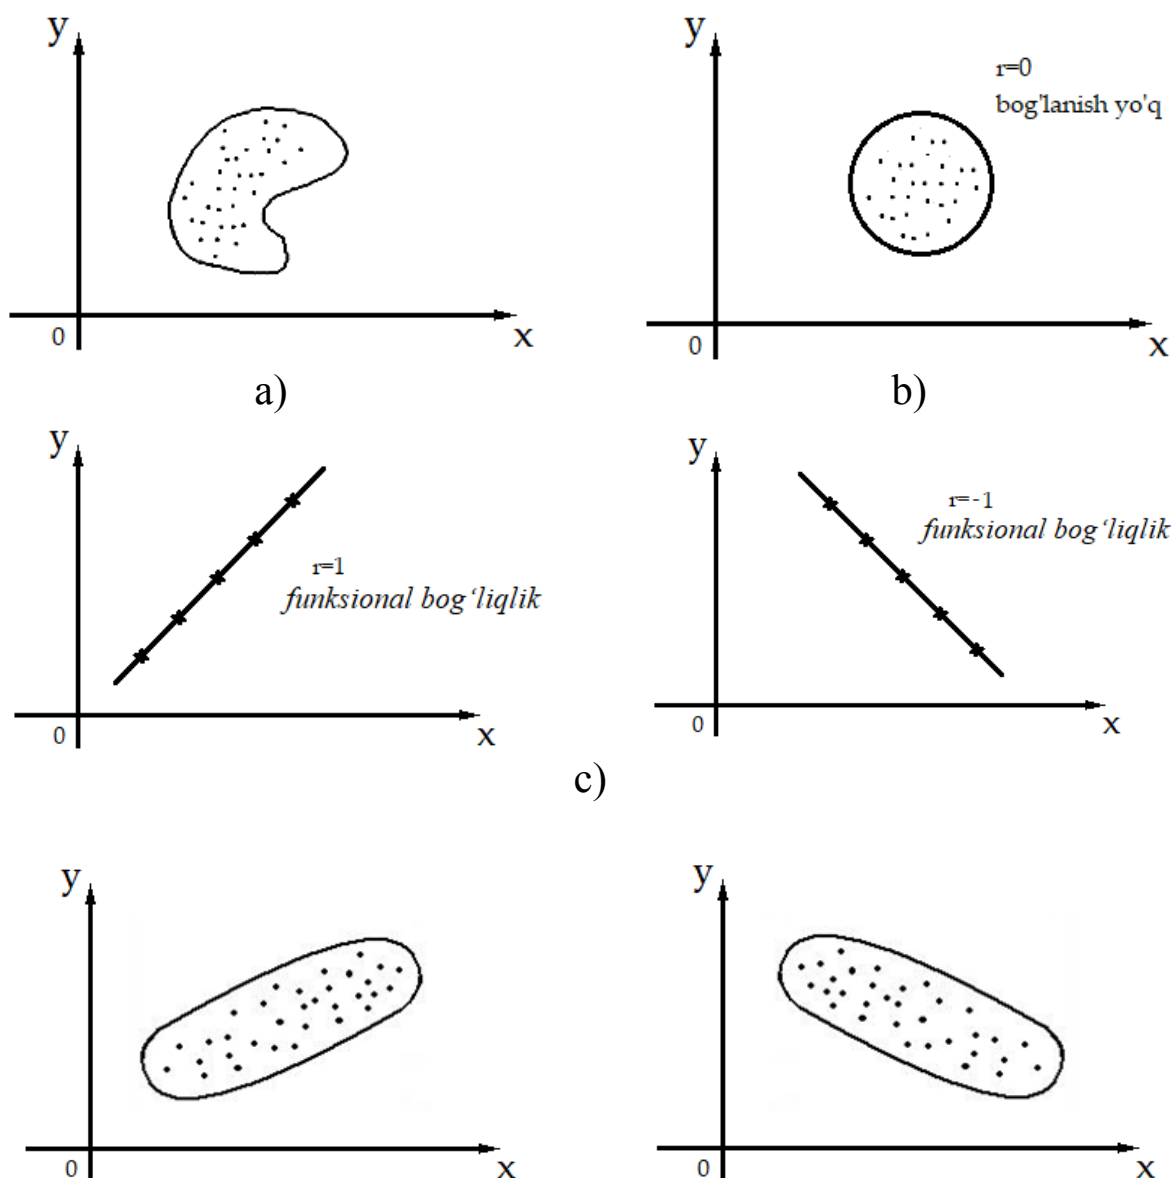 y
0
x
a)
y
r=0
bog'lanish yo'q
0
x
b)
y
r=1
funksional bog‘liqlik
0
x
y
r=-1
funksional bog‘liqlik
0
x
c)
y
0
x
y
0
x